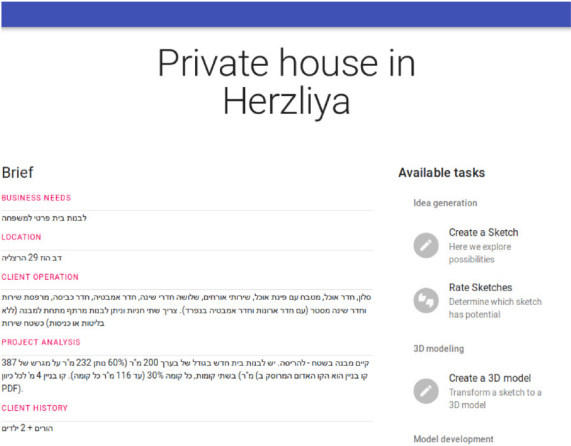 Private house in
Herzliya
Brief
BUSINESS NEEDS
לבנות בית פרטי למשפחה
LOCATION
דב הוז 29 הרצליה
CLIENT OPERATION
סלון, חדר אוכל, מטבח עם פינת אוכל, שירותי אורחים, שלושה חדרי שינה, חדר אמבטיה, חדר כביסה, מרפסת שירות
וחדר שינה מסטר (עם חדר ארונות וחדר אמבטיה בנפרד). צריך שתי חניות וניתן לבנות מרתף מתחת למבנה (ללא
בליטות או כניסות) כשטח שירות
PROJECT ANALYSIS
קיים מבנה בשטח - להריסה. יש לבנות בית חדש בגודל של בערך 200 מ"ר (60% נותן 232 מ"ר על מגרש של 387
מ"ר) בשתי קומות, כל קומה 30% (עד 116 מ"ר כל קומה). קו בניין 4 מ' לכל כיוון (קו בניין הוא הקו האדום המרוסק ב
PDF).
CLIENT HISTORY
הורים + 2 ילדים
Available tasks
Idea generation
Create a Sketch
Here we explore
possibilities
Rate Sketches
Determine which sketch
has potential
3D modeling
Create a 3D model
Transform a sketch to a
3D model
Model development